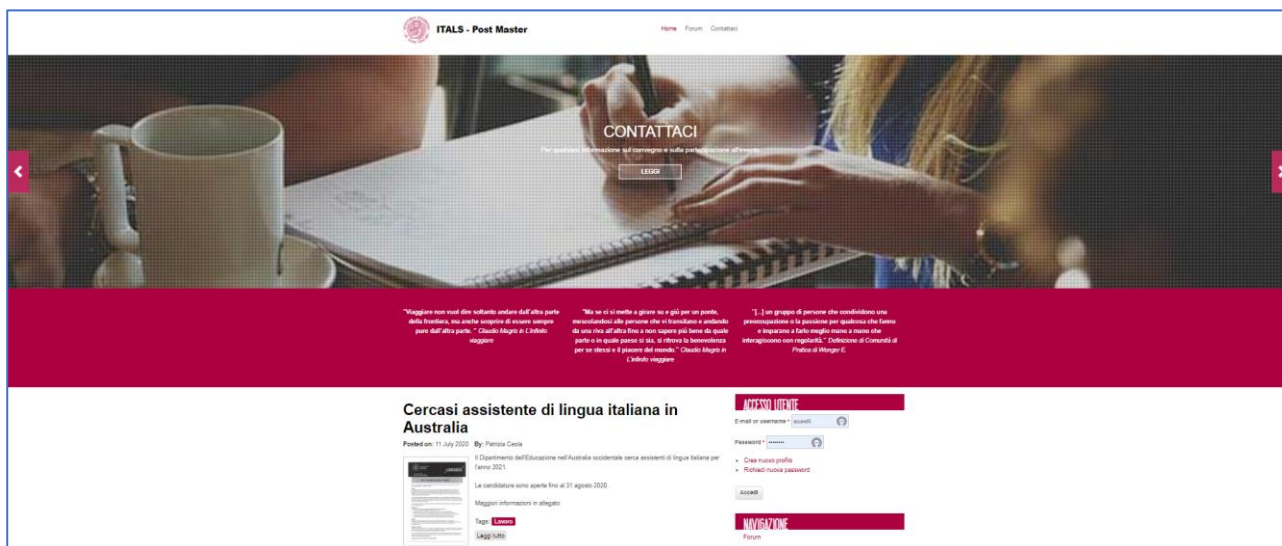 ITALS - Post Master
Home Forum Contattaci
CONTATTACI
Per qualsiasi informazione sul convegno e sulla partecipazione all'evento
LEGGI
"Viaggiare non vuol dire soltanto andare dall'altra parte
della frontiera, ma anche scoprire di essere sempre
pure dall'altra parte. " Claudio Magris in L'infinito
viaggiare
"Ma se ci si mette a girare su e giù per un ponte,
mescolandosi alle persone che vi transitano e andando
da una riva all'altra fino a non sapere più bene da quale
parte o in quale paese si sia, si ritrova la benevolenza
per se stessi e il piacere del mondo." Claudio Magris in
L'infinito viaggiare
"[...] un gruppo di persone che condividono una
preoccupazione o la passione per qualcosa che fanno
e imparano a farlo meglio mano a mano che
interagiscono con regolarità." Definizione di Comunità di
Pratica di Wenger E.
Cercasi assistente di lingua italiana in
Australia
Posted on: 11 July 2020 By: Patrizia Ceola
Il Dipartimento dell'Educazione nell'Australia occidentale cerca assistenti di lingua italiana per
l'anno 2021.
Le candidature sono aperte fino al 31 agosto 2020.
Maggiori informazioni in allegato
Tags: Lavoro
Leggi tutto
ACCESSO UTENTE
E-mail or username *
Password * ••••••••
Crea nuovo profilo
Richiedi nuova password
Accedi
NAVIGAZIONE
Forum